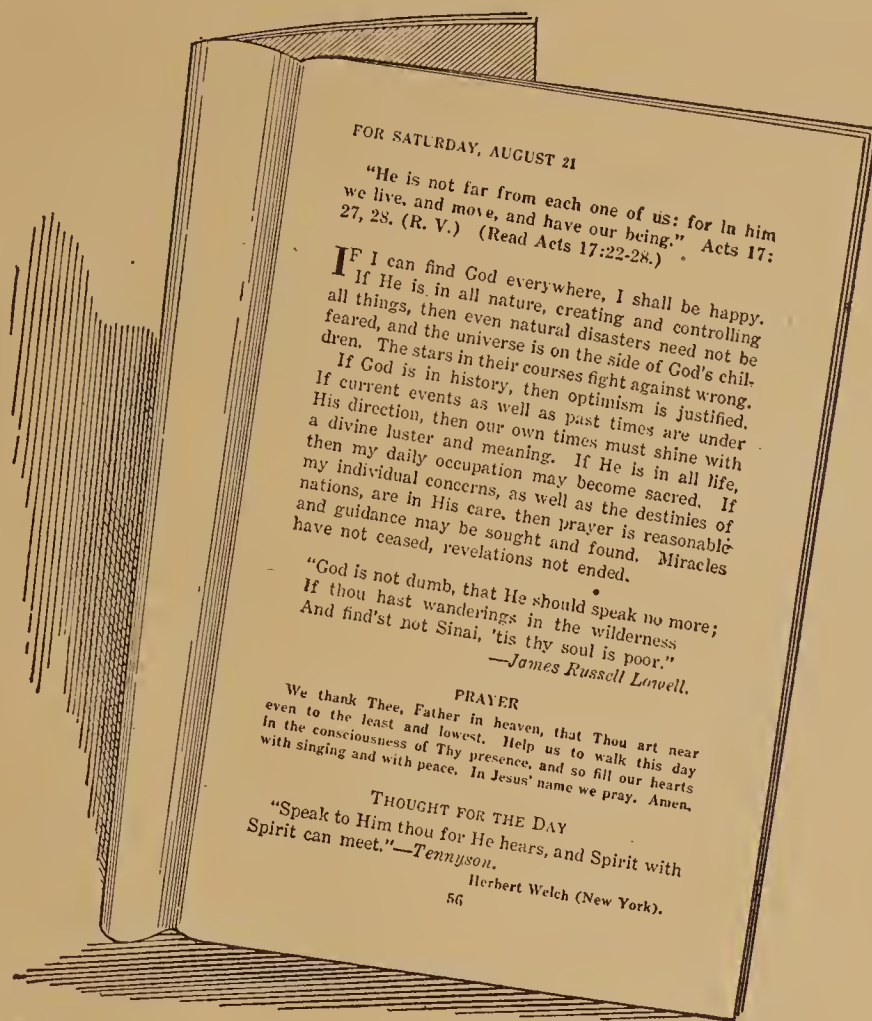 FOR SATURDAY, AUGUST 21
"He is not far from each one of us: for in him
we live, and move, and have our being." Acts 17:
27, 28. (R. V.) (Read Acts 17:22-28.)
IF I can find God everywhere, I shall be happy.
If He is in all nature, creating and controlling
all things, then even natural disasters need not be
feared, and the universe is on the side of God's chil-
dren. The stars in their courses fight against wrong.
If God is in history, then optimism is justified.
If current events as well as past times are under
His direction, then our own times must shine with
a divine luster and meaning. If He is in all life,
then my daily occupation may become sacred. If
my individual concerns, as well as the destinies of
nations, are in His care, then prayer is reasonable
and guidance may be sought and found. Miracles
have not ceased, revelations not ended.
"God is not dumb, that He should speak no more;
If thou hast wanderings in the wilderness
And find'st not Sinai, 'tis thy soul is poor."
—James Russell Lowell.
PRAYER
We thank Thee, Father in heaven, that Thou art near
even to the least and lowest. Help us to walk this day
in the consciousness of Thy presence, and so fill our hearts
with singing and with peace. In Jesus' name we pray. Amen.
THOUGHT FOR THE DAY
"Speak to Him thou for He hears, and Spirit with
Spirit can meet."—Tennyson.
Herbert Welch (New York).
56